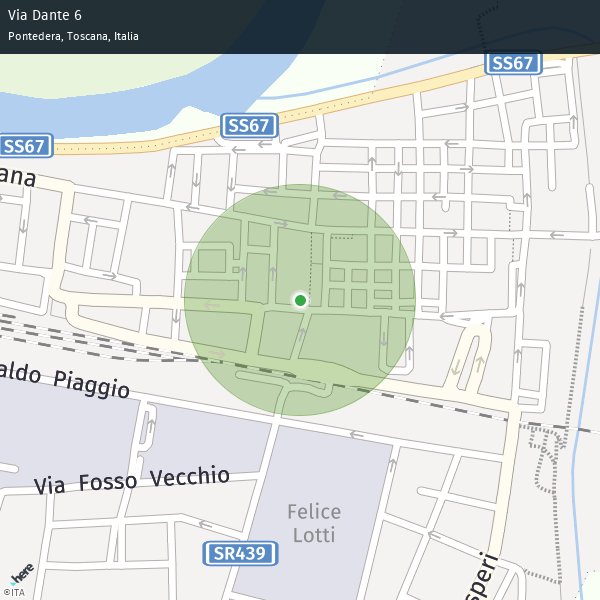 Via Dante 6
Pontedera, Toscana, Italia
SS67
SS67
SS67
ana
aldo Piaggio
Via Fosso Vecchio
Felice
Lotti
SR439
speri
here
©ITA